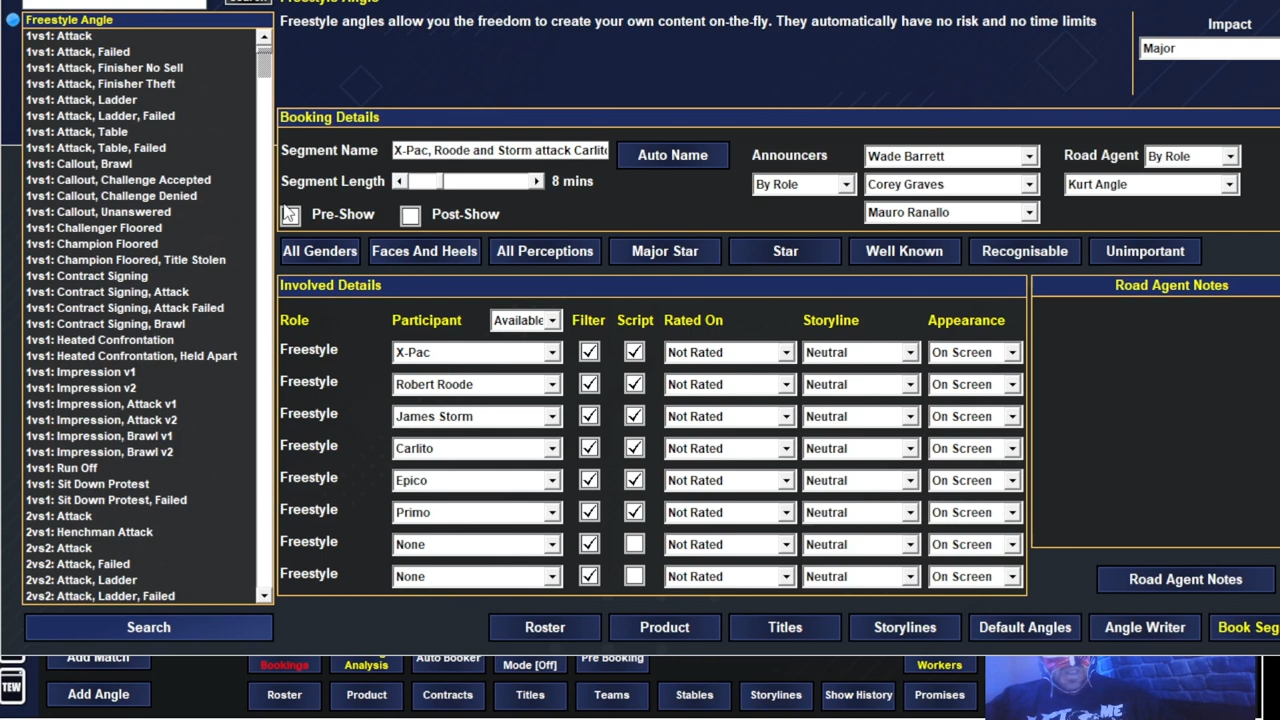 Freestyle Angle
Freestyle angles allow you the freedom to create your own content on-the-fly. They automatically have no risk and no time limits
Impact
Major
Search
Freestyle Angle
1vs1: Attack
1vs1: Attack, Failed
1vs1: Attack, Finisher No Sell
1vs1: Attack, Finisher Theft
1vs1: Attack, Ladder
1vs1: Attack, Ladder, Failed
1vs1: Attack, Table
1vs1: Attack, Table, Failed
1vs1: Callout, Brawl
1vs1: Callout, Challenge Accepted
1vs1: Callout, Challenge Denied
1vs1: Callout, Unanswered
1vs1: Challenger Floored
1vs1: Champion Floored
1vs1: Champion Floored, Title Stolen
1vs1: Contract Signing
1vs1: Contract Signing, Attack
1vs1: Contract Signing, Attack Failed
1vs1: Contract Signing, Brawl
1vs1: Heated Confrontation
1vs1: Heated Confrontation, Held Apart
1vs1: Impression v1
1vs1: Impression v2
1vs1: Impression, Attack v1
1vs1: Impression, Attack v2
1vs1: Impression, Brawl v1
1vs1: Impression, Brawl v2
1vs1: Run Off
1vs1: Sit Down Protest
1vs1: Sit Down Protest, Failed
2vs1: Attack
2vs1: Henchman Attack
2vs2: Attack
2vs2: Attack, Failed
2vs2: Attack, Ladder
2vs2: Attack, Ladder, Failed
Search
Booking Details
Segment Name X-Pac, Roode and Storm attack Carlito Auto Name Announcers Wade Barrett Road Agent By Role
Segment Length 8 mins By Role Corey Graves Kurt Angle
Pre-Show Post-Show Mauro Ranallo
All Genders Faces And Heels All Perceptions Major Star Star Well Known Recognisable Unimportant
Involved Details Road Agent Notes
Role Participant Available Filter Script Rated On Storyline Appearance
Freestyle X-Pac Not Rated Neutral On Screen
Freestyle Robert Roode Not Rated Neutral On Screen
Freestyle James Storm Not Rated Neutral On Screen
Freestyle Carlito Not Rated Neutral On Screen
Freestyle Epico Not Rated Neutral On Screen
Freestyle Primo Not Rated Neutral On Screen
Freestyle None Not Rated Neutral On Screen
Freestyle None Not Rated Neutral On Screen
Road Agent Notes
Roster Product Titles Storylines Default Angles Angle Writer Book Seg
Add Match Bookings Analysis Auto Booker Mode [Off] Pre Booking Workers
TEW Add Angle Roster Product Contracts Titles Teams Stables Storylines Show History Promises